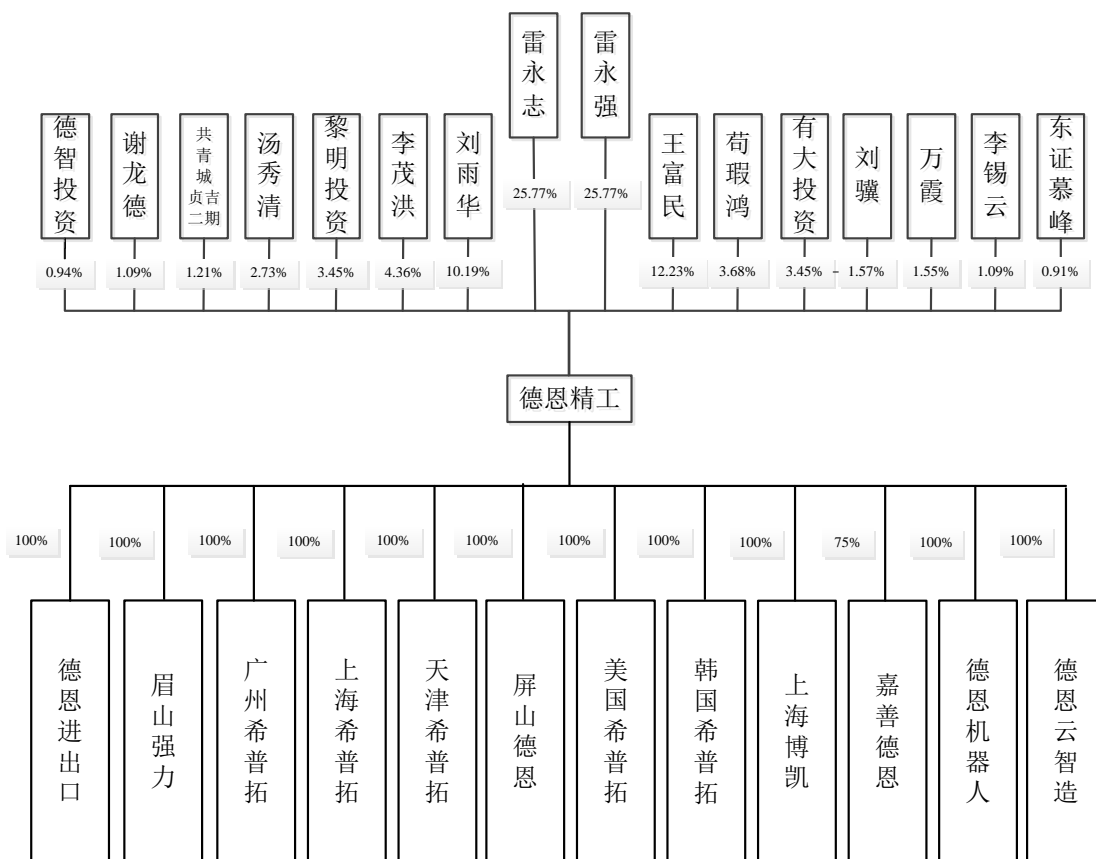 雷永志
雷永强
德智投资
谢龙德
共青城贞吉二期
汤秀清
黎明投资
李茂洪
刘雨华
王富民
苟瑕鸿
有大投资
刘骥
万霞
李锡云
东证慕峰
25.77%
25.77%
0.94%
1.09%
1.21%
2.73%
3.45%
4.36%
10.19%
12.23%
3.68%
3.45%
1.57%
1.55%
1.09%
0.91%
德恩精工
100%
100%
100%
100%
100%
100%
100%
100%
100%
75%
100%
100%
德恩进出口
眉山强力
广州希普拓
上海希普拓
天津希普拓
屏山德恩
美国希普拓
韩国希普拓
上海博凯
嘉善德恩
德恩机器人
德恩云智造